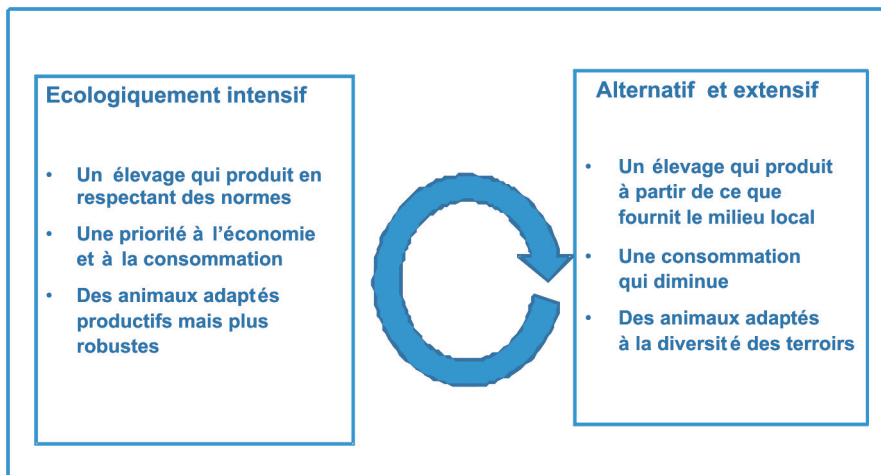 Ecologiquement intensif
• Un élevage qui produit en
respectant des normes
• Une priorité à l'économie
et à la consommation
• Des animaux adaptés
productifs mais plus
robustes
Alternatif et extensif
• Un élevage qui produit
à partir de ce que
fournit le milieu local
• Une consommation
qui diminue
• Des animaux adaptés
à la diversité des terroirs